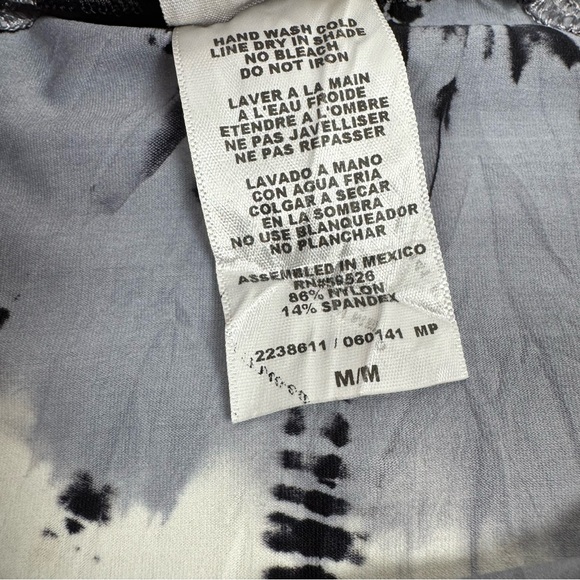 HAND WASH COLD
LINE DRY IN SHADE
NO BLEACH
DO NOT IRON
LAVER A LA MAIN
A L'EAU FROIDE
ETENDRE A L'OMBRE
NE PAS JAVELLISER
NE PAS REPASSER
LAVADO A MANO
CON AGUA FRIA
COLGAR A SECAR
EN LA SOMBRA
NO USE BLANQUEADOR
NO PLANCHAR
ASSEMBLED IN MEXICO
86% NYLON
14% SPANDEX
2238611 / 060141 MP
M/M